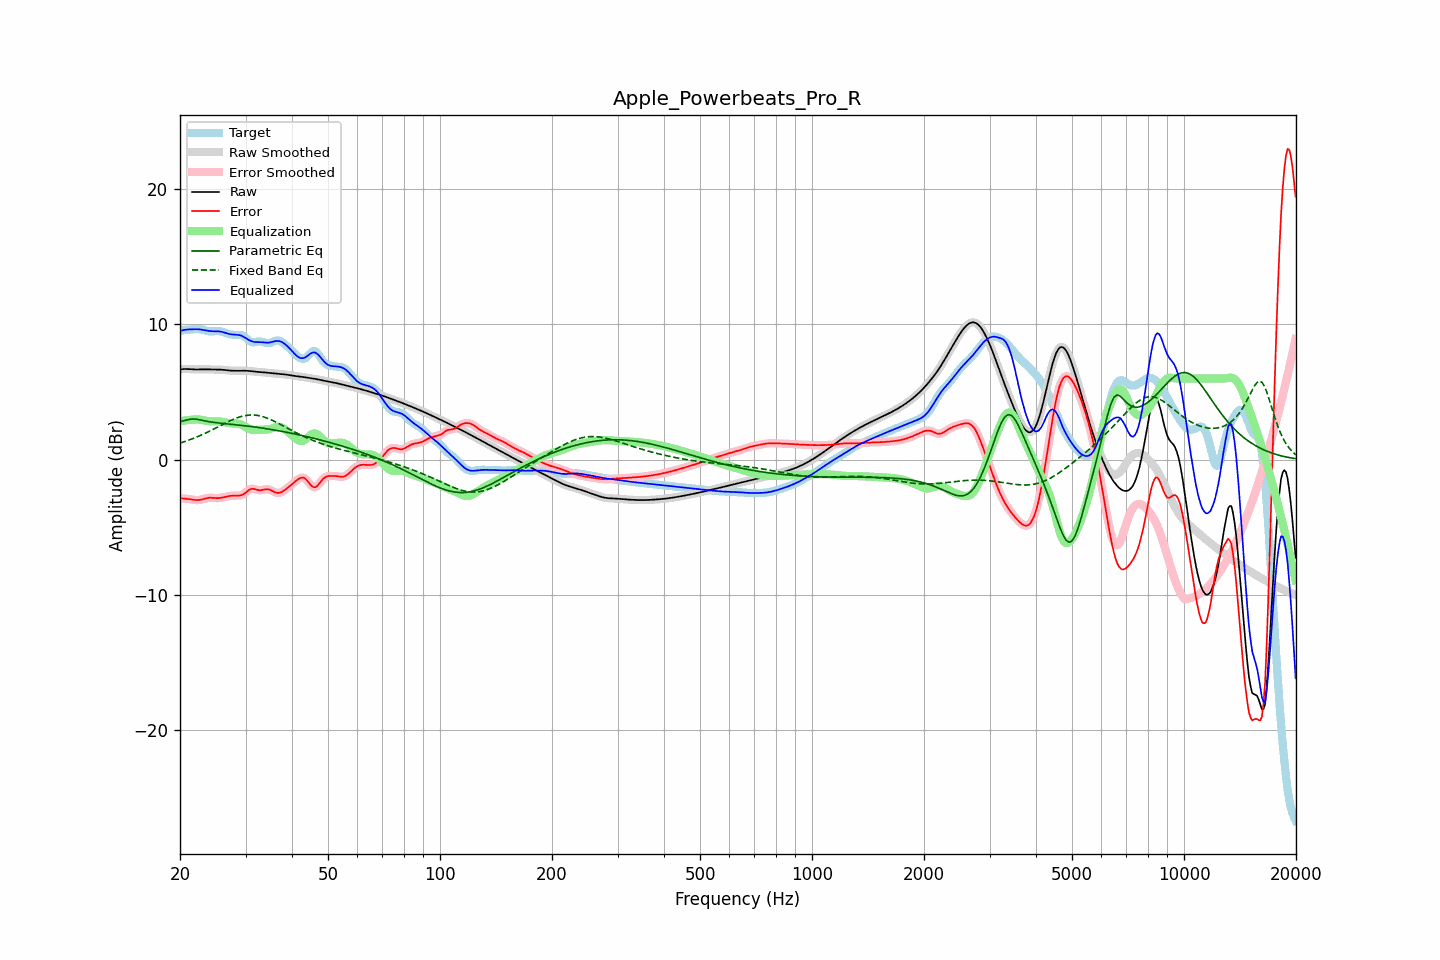 Apple_Powerbeats_Pro_R
Target
Raw Smoothed
Error Smoothed
Raw
Error
Equalization
Parametric Eq
Fixed Band Eq
Equalized
20
10
0
−10
−20
Amplitude (dBr)
20
50
100
200
500
1000
2000
5000
10000
20000
Frequency (Hz)